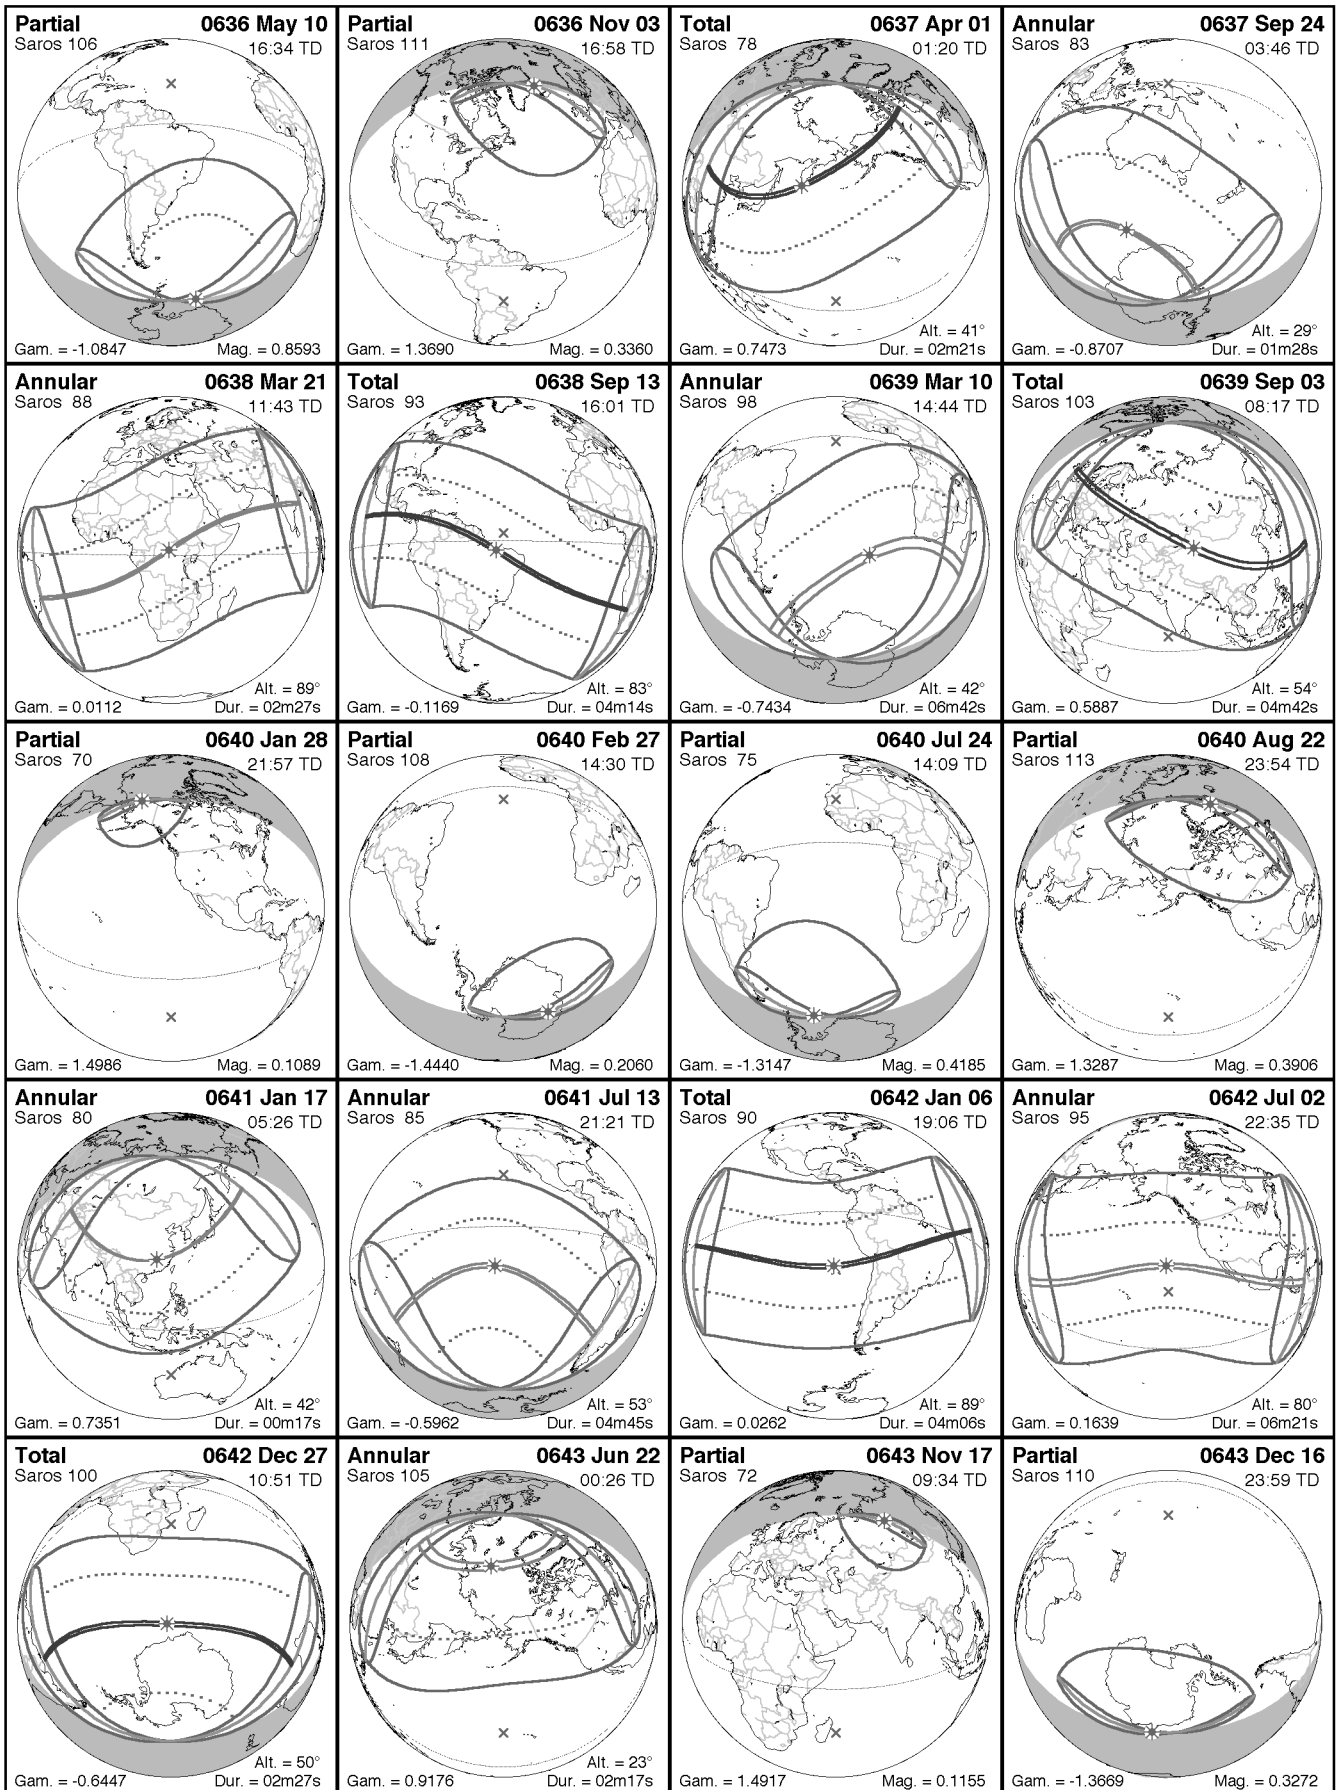 Partial 0636 May 10
Saros 106 16:34 TD
Gam. = -1.0847 Mag. = 0.8593
Partial 0636 Nov 03
Saros 111 16:58 TD
Gam. = 1.3690 Mag. = 0.3360
Total 0637 Apr 01
Saros 78 01:20 TD
Alt. = 41°
Gam. = 0.7473 Dur. = 02m21s
Annular 0637 Sep 24
Saros 83 03:46 TD
Alt. = 29°
Gam. = -0.8707 Dur. = 01m28s
Annular 0638 Mar 21
Saros 88 11:43 TD
Alt. = 89°
Gam. = 0.0112 Dur. = 02m27s
Total 0638 Sep 13
Saros 93 16:01 TD
Alt. = 83°
Gam. = -0.1169 Dur. = 04m14s
Annular 0639 Mar 10
Saros 98 14:44 TD
Alt. = 42°
Gam. = -0.7434 Dur. = 06m42s
Total 0639 Sep 03
Saros 103 08:17 TD
Alt. = 54°
Gam. = 0.5887 Dur. = 04m42s
Partial 0640 Jan 28
Saros 70 21:57 TD
Gam. = 1.4986 Mag. = 0.1089
Partial 0640 Feb 27
Saros 108 14:30 TD
Gam. = -1.4440 Mag. = 0.2060
Partial 0640 Jul 24
Saros 75 14:09 TD
Gam. = -1.3147 Mag. = 0.4185
Partial 0640 Aug 22
Saros 113 23:54 TD
Gam. = 1.3287 Mag. = 0.3906
Annular 0641 Jan 17
Saros 80 05:26 TD
Alt. = 42°
Gam. = 0.7351 Dur. = 00m17s
Annular 0641 Jul 13
Saros 85 21:21 TD
Alt. = 53°
Gam. = -0.5962 Dur. = 04m45s
Total 0642 Jan 06
Saros 90 19:06 TD
Alt. = 89°
Gam. = 0.0262 Dur. = 04m06s
Annular 0642 Jul 02
Saros 95 22:35 TD
Alt. = 80°
Gam. = 0.1639 Dur. = 06m21s
Total 0642 Dec 27
Saros 100 10:51 TD
Alt. = 50°
Gam. = -0.6447 Dur. = 02m27s
Annular 0643 Jun 22
Saros 105 00:26 TD
Alt. = 23°
Gam. = 0.9176 Dur. = 02m17s
Partial 0643 Nov 17
Saros 72 09:34 TD
Gam. = 1.4917 Mag. = 0.1155
Partial 0643 Dec 16
Saros 110 23:59 TD
Gam. = -1.3669 Mag. = 0.3272